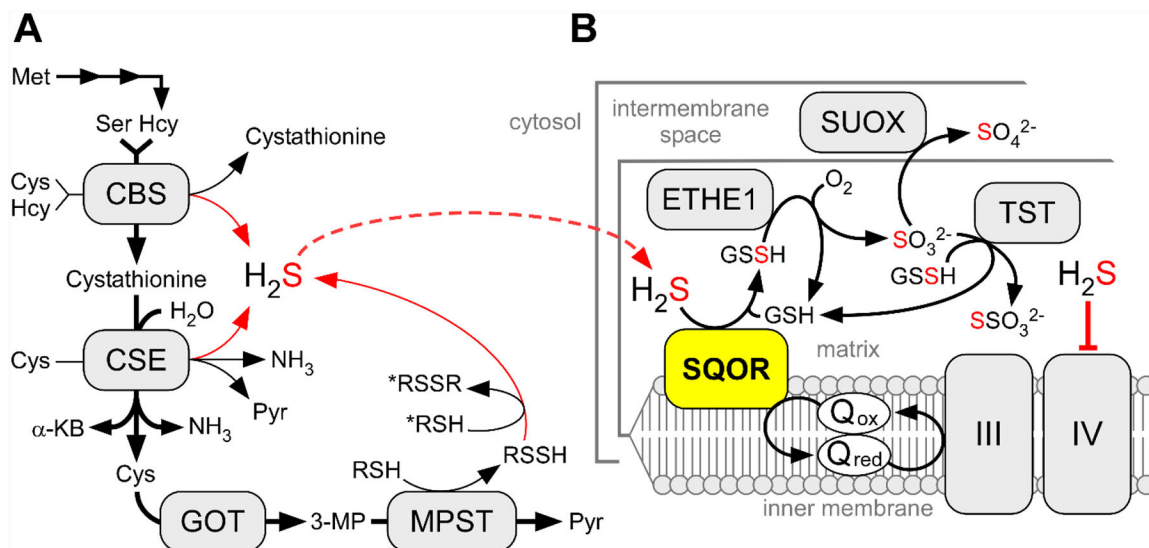 A
Met
Ser Hcy
Cystathionine
Cys
Hcy
CBS
H₂S
Cystathionine
H₂O
Cys
CSE
NH₃
Pyr
α-KB
NH₃
Cys
*RSSR
*RSH
RSSH
RSH
GOT
3-MP
MPST
Pyr
B
cytosol
intermembrane
space
SUOX
SO₄²⁻
ETHE1
O₂
TST
GSSH
SO₃²⁻
GSSH
H₂S
H₂S
GSH
SSO₃²⁻
matrix
SQOR
Qox
Qred
III
IV
inner membrane